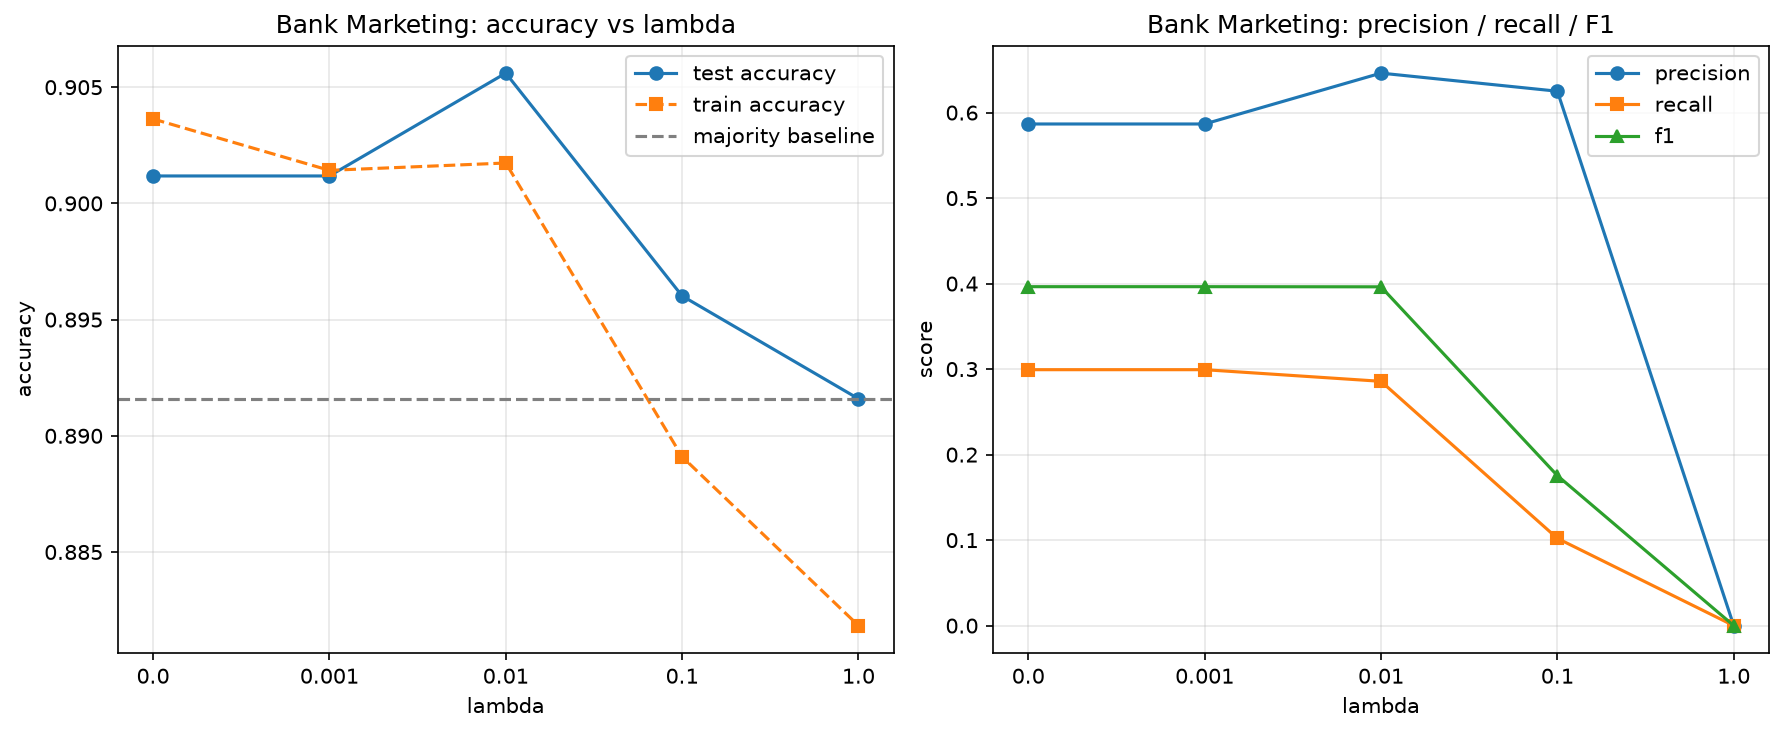 Bank Marketing: accuracy vs lambda
test accuracy
train accuracy
majority baseline
0.905
0.900
0.895
0.890
0.885
accuracy
0.0 0.001 0.01 0.1 1.0
lambda
Bank Marketing: precision / recall / F1
precision
recall
f1
0.6
0.5
0.4
0.3
0.2
0.1
0.0
score
0.0 0.001 0.01 0.1 1.0
lambda